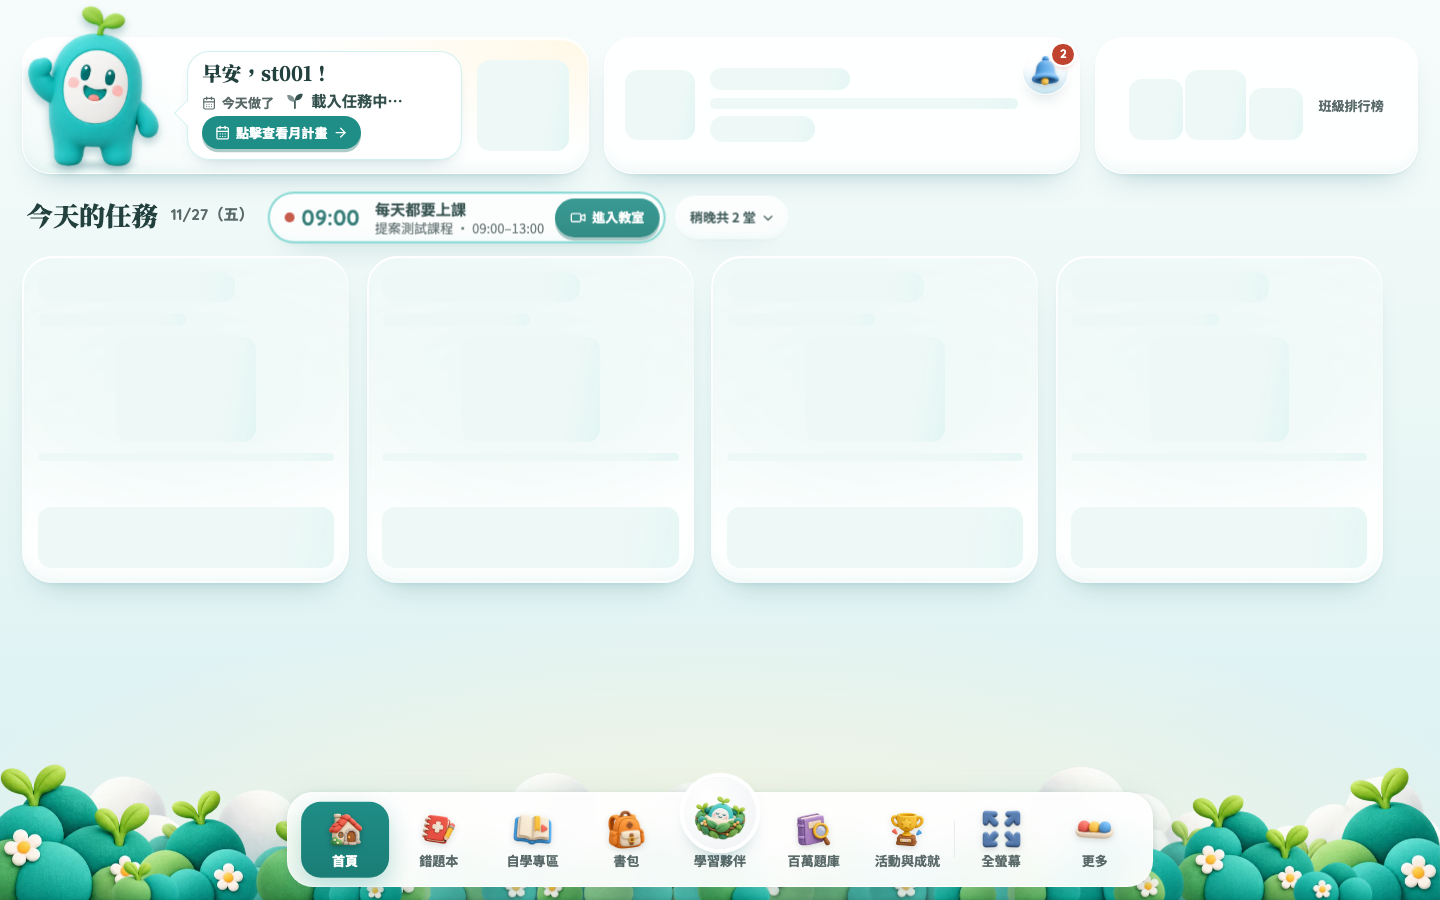 早安，st001！
今天做了 載入任務中…
點擊查看月計畫
2
班級排行榜
今天的任務 11/27（五）
09:00
每天都要上課
提案測試課程 · 09:00–13:00
進入教室
稍晚共 2 堂
首頁
錯題本
自學專區
書包
學習夥伴
百萬題庫
活動與成就
全螢幕
更多